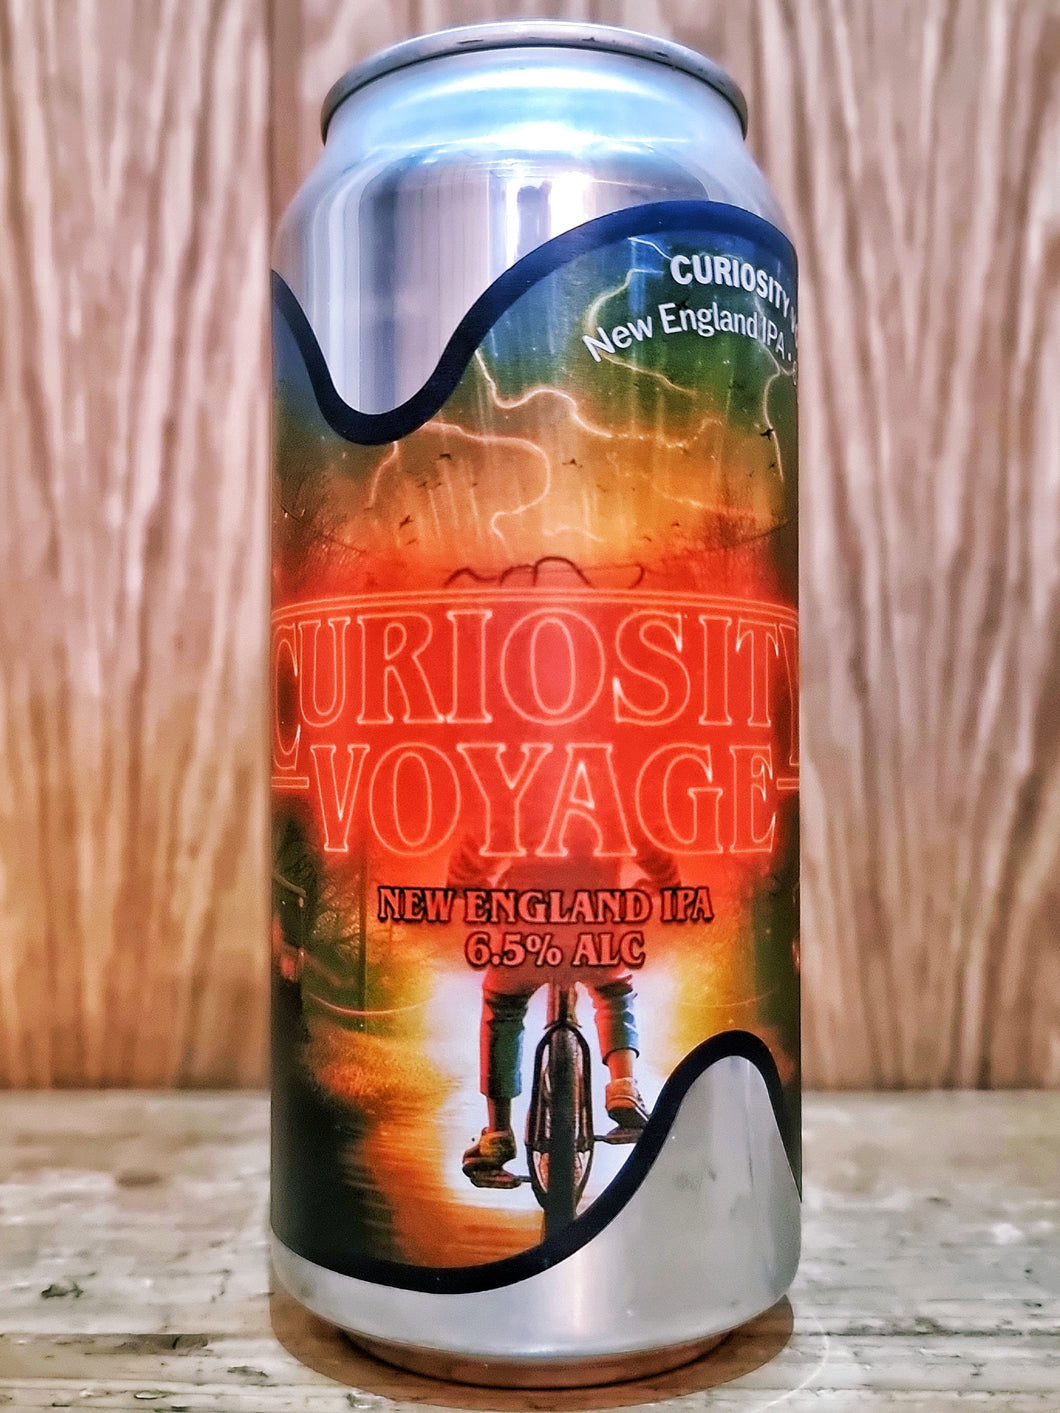 CURIOSITY
New England IPA
CURIOSITY
VOYAGE
NEW ENGLAND IPA
6.5% ALC